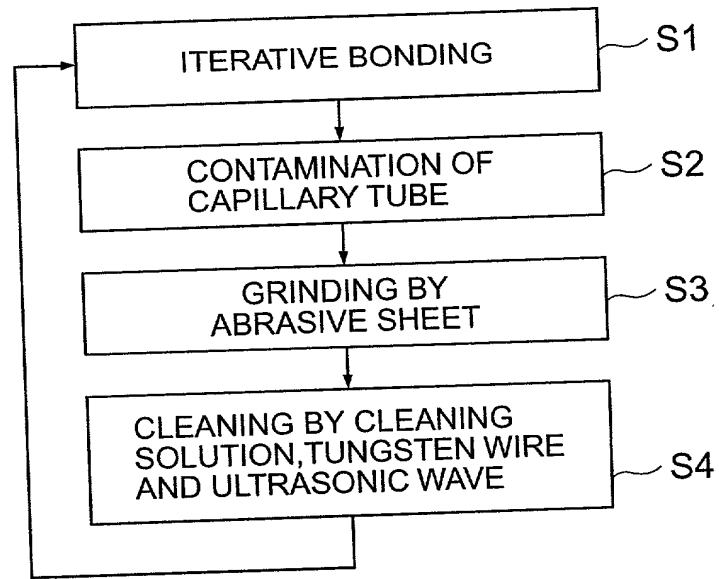 ITERATIVE BONDING
S1
CONTAMINATION OF
CAPILLARY TUBE
S2
GRINDING BY
ABRASIVE SHEET
S3
CLEANING BY CLEANING
SOLUTION,TUNGSTEN WIRE
AND ULTRASONIC WAVE
S4